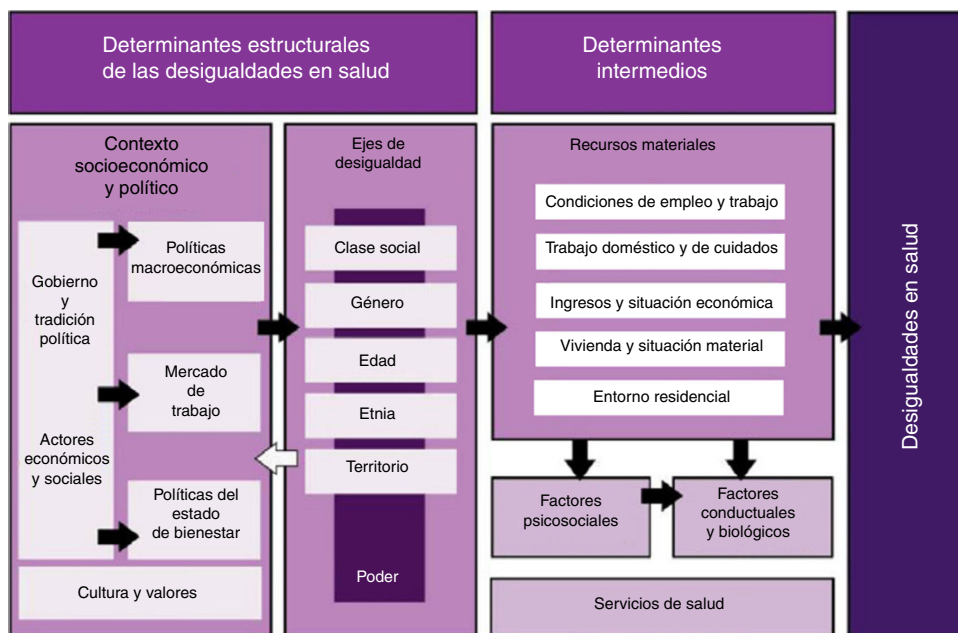 Determinantes estructurales
de las desigualdades en salud
Determinantes
intermedios
Contexto
socioeconómico
y político
Gobierno
y
tradición
política
Actores
económicos
y sociales
Políticas
macroeconómicas
Mercado
de
trabajo
Políticas del
estado
de bienestar
Cultura y valores
Ejes de
desigualdad
Clase social
Género
Edad
Etnia
Territorio
Poder
Recursos materiales
Condiciones de empleo y trabajo
Trabajo doméstico y de cuidados
Ingresos y situación económica
Vivienda y situación material
Entorno residencial
Factores
psicosociales
Factores
conductuales
y biológicos
Servicios de salud
Desigualdades en salud